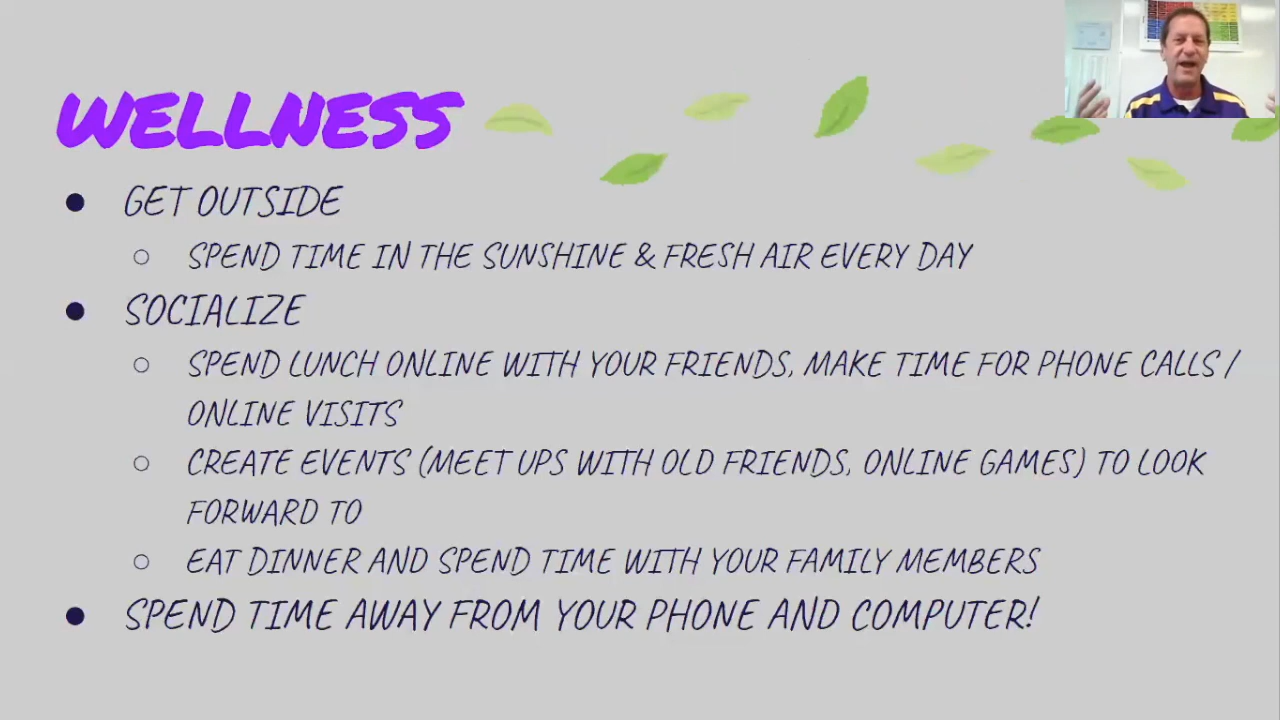 WELLNESS
● GET OUTSIDE
○ SPEND TIME IN THE SUNSHINE & FRESH AIR EVERY DAY
● SOCIALIZE
○ SPEND LUNCH ONLINE WITH YOUR FRIENDS, MAKE TIME FOR PHONE CALLS /
ONLINE VISITS
○ CREATE EVENTS (MEET UPS WITH OLD FRIENDS, ONLINE GAMES) TO LOOK
FORWARD TO
○ EAT DINNER AND SPEND TIME WITH YOUR FAMILY MEMBERS
● SPEND TIME AWAY FROM YOUR PHONE AND COMPUTER!